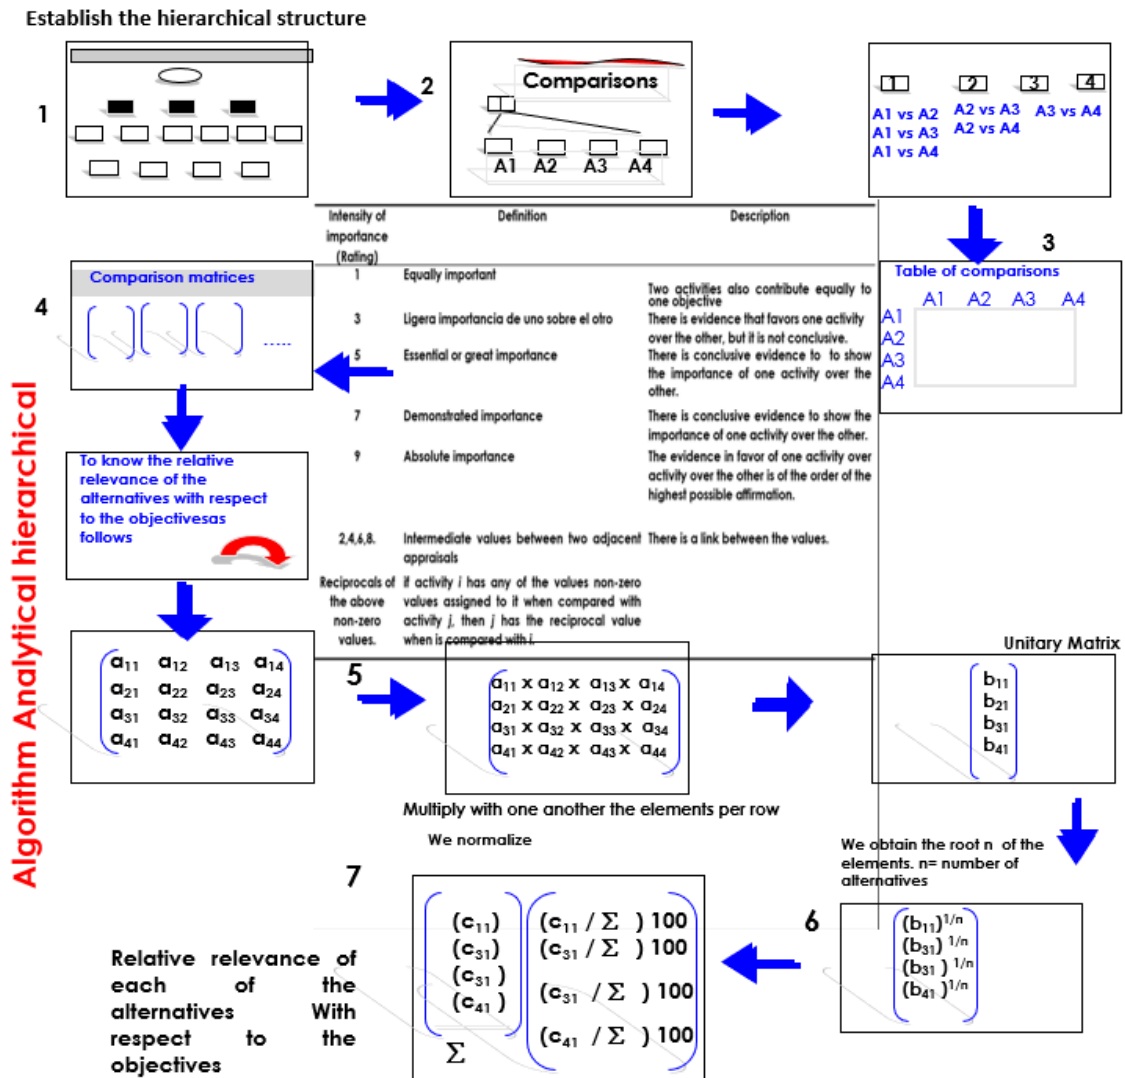 Establish the hierarchical structure
1
2
Comparisons
A1 A2 A3 A4
1 2 3 4
A1 vs A2 A2 vs A3 A3 vs A4
A1 vs A3 A2 vs A4
A1 vs A4
3
Table of comparisons
A1 A2 A3 A4
A1
A2
A3
A4
Intensity of importance (Rating) Definition Description
1 Equally important
Two activities also contribute equally to
one objective
3 Ligera importancia de uno sobre el otro There is evidence that favors one activity
over the other, but it is not conclusive.
5 Essential or great importance There is conclusive evidence to to show
the importance of one activity over the
other.
7 Demonstrated importance There is conclusive evidence to show the
importance of one activity over the other.
9 Absolute importance The evidence in favor of one activity over
activity over the other is of the order of the
highest possible affirmation.
2,4,6,8. Intermediate values between two adjacent There is a link between the values.
appraisals
Reciprocals of if activity i has any of the values non-zero
the above values assigned to it when compared with
non-zero activity j, then j has the reciprocal value
values. when is compared with i.
4
Comparison matrices
.....
To know the relative
relevance of the
alternatives with respect
to the objectivesas
follows
Algorithm Analytical hierarchical
a11 a12 a13 a14
a21 a22 a23 a24
a31 a32 a33 a34
a41 a42 a43 a44
5
a11 x a12 x a13 x a14
a21 x a22 x a23 x a24
a31 x a32 x a33 x a34
a41 x a42 x a43 x a44
Multiply with one another the elements per row
Unitary Matrix
b11
b21
b31
b41
We obtain the root n of the
elements. n= number of
alternatives
6
(b11)1/n
(b31) 1/n
(b31 ) 1/n
(b41 )1/n
We normalize
7
(c11) (c11 / Σ ) 100
(c31) (c31 / Σ ) 100
(c31 ) (c31 / Σ ) 100
(c41 ) (c41 / Σ ) 100
Σ
Relative relevance of
each of the
alternatives With
respect to the
objectives